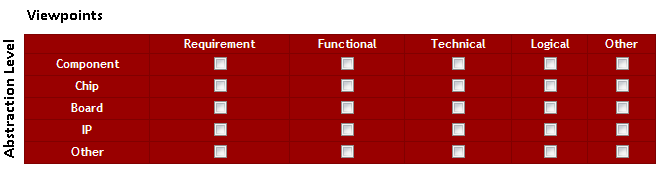 Viewpoints
Abstraction Level
Requirement Functional Technical Logical Other
Component
Chip
Board
IP
Other